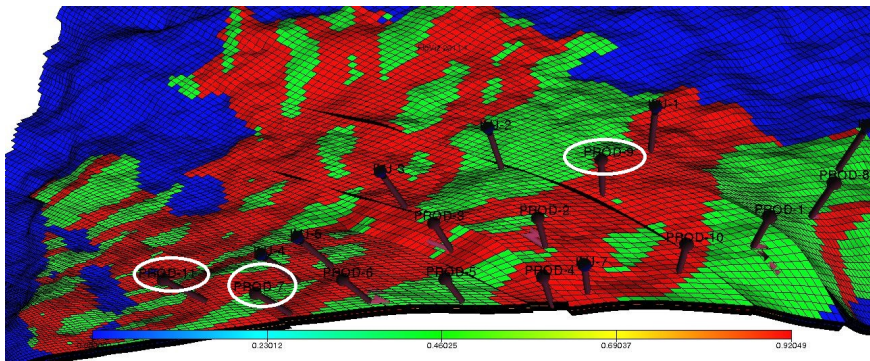 INJ-1
INJ-2
PROD-9
INJ-3
PROD-8
PROD-1
PROD-3
PROD-2
INJ-5
PROD-10
INJ-4
INJ-7
PROD-11
PROD-7
PROD-6
PROD-5
PROD-4
0.23012
0.46025
0.69037
0.92049